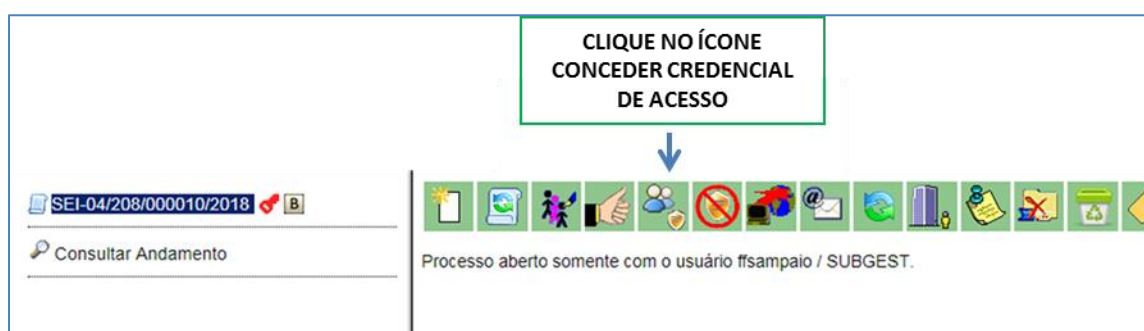 CLIQUE NO ÍCONE
CONCEDER CREDENCIAL
DE ACESSO
SEI-04/208/000010/2018 B
Consultar Andamento
Processo aberto somente com o usuário ffsampaio / SUBGEST.